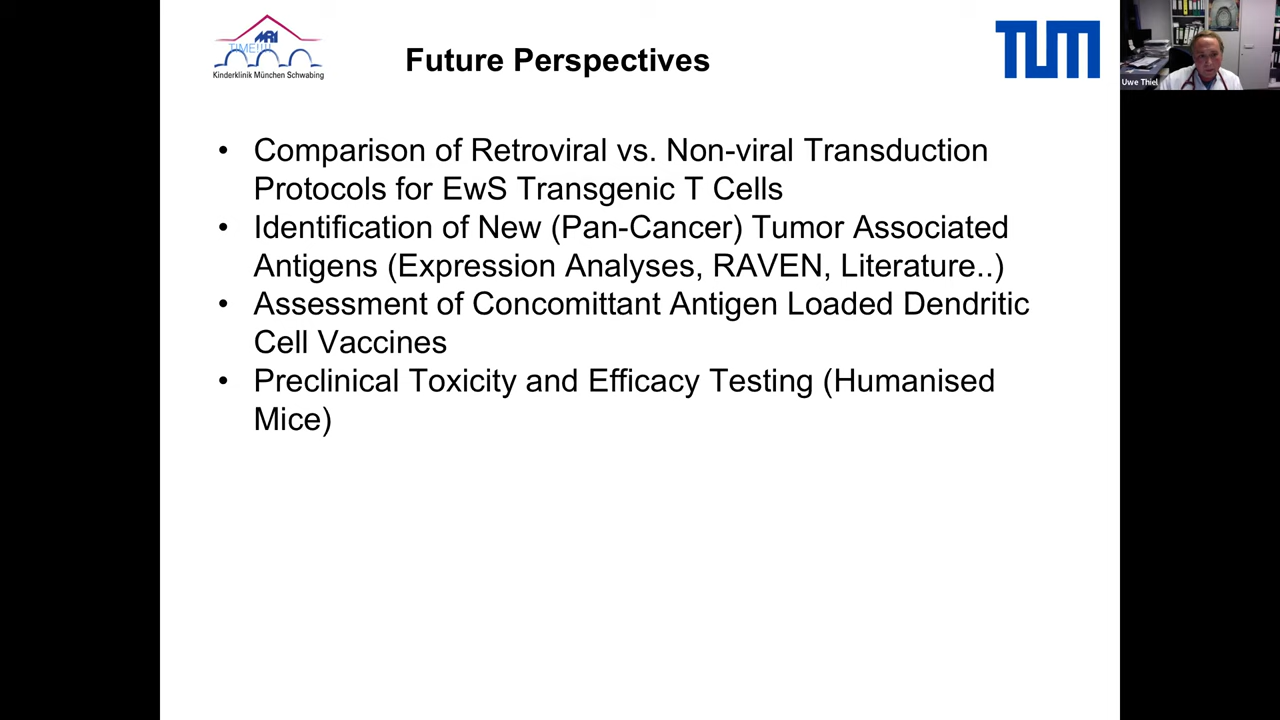 MRI
TIME!!!
Kinderklinik München Schwabing
Future Perspectives
TUM
Uwe Thiel
• Comparison of Retroviral vs. Non-viral Transduction
Protocols for EwS Transgenic T Cells
• Identification of New (Pan-Cancer) Tumor Associated
Antigens (Expression Analyses, RAVEN, Literature..)
• Assessment of Concomittant Antigen Loaded Dendritic
Cell Vaccines
• Preclinical Toxicity and Efficacy Testing (Humanised
Mice)